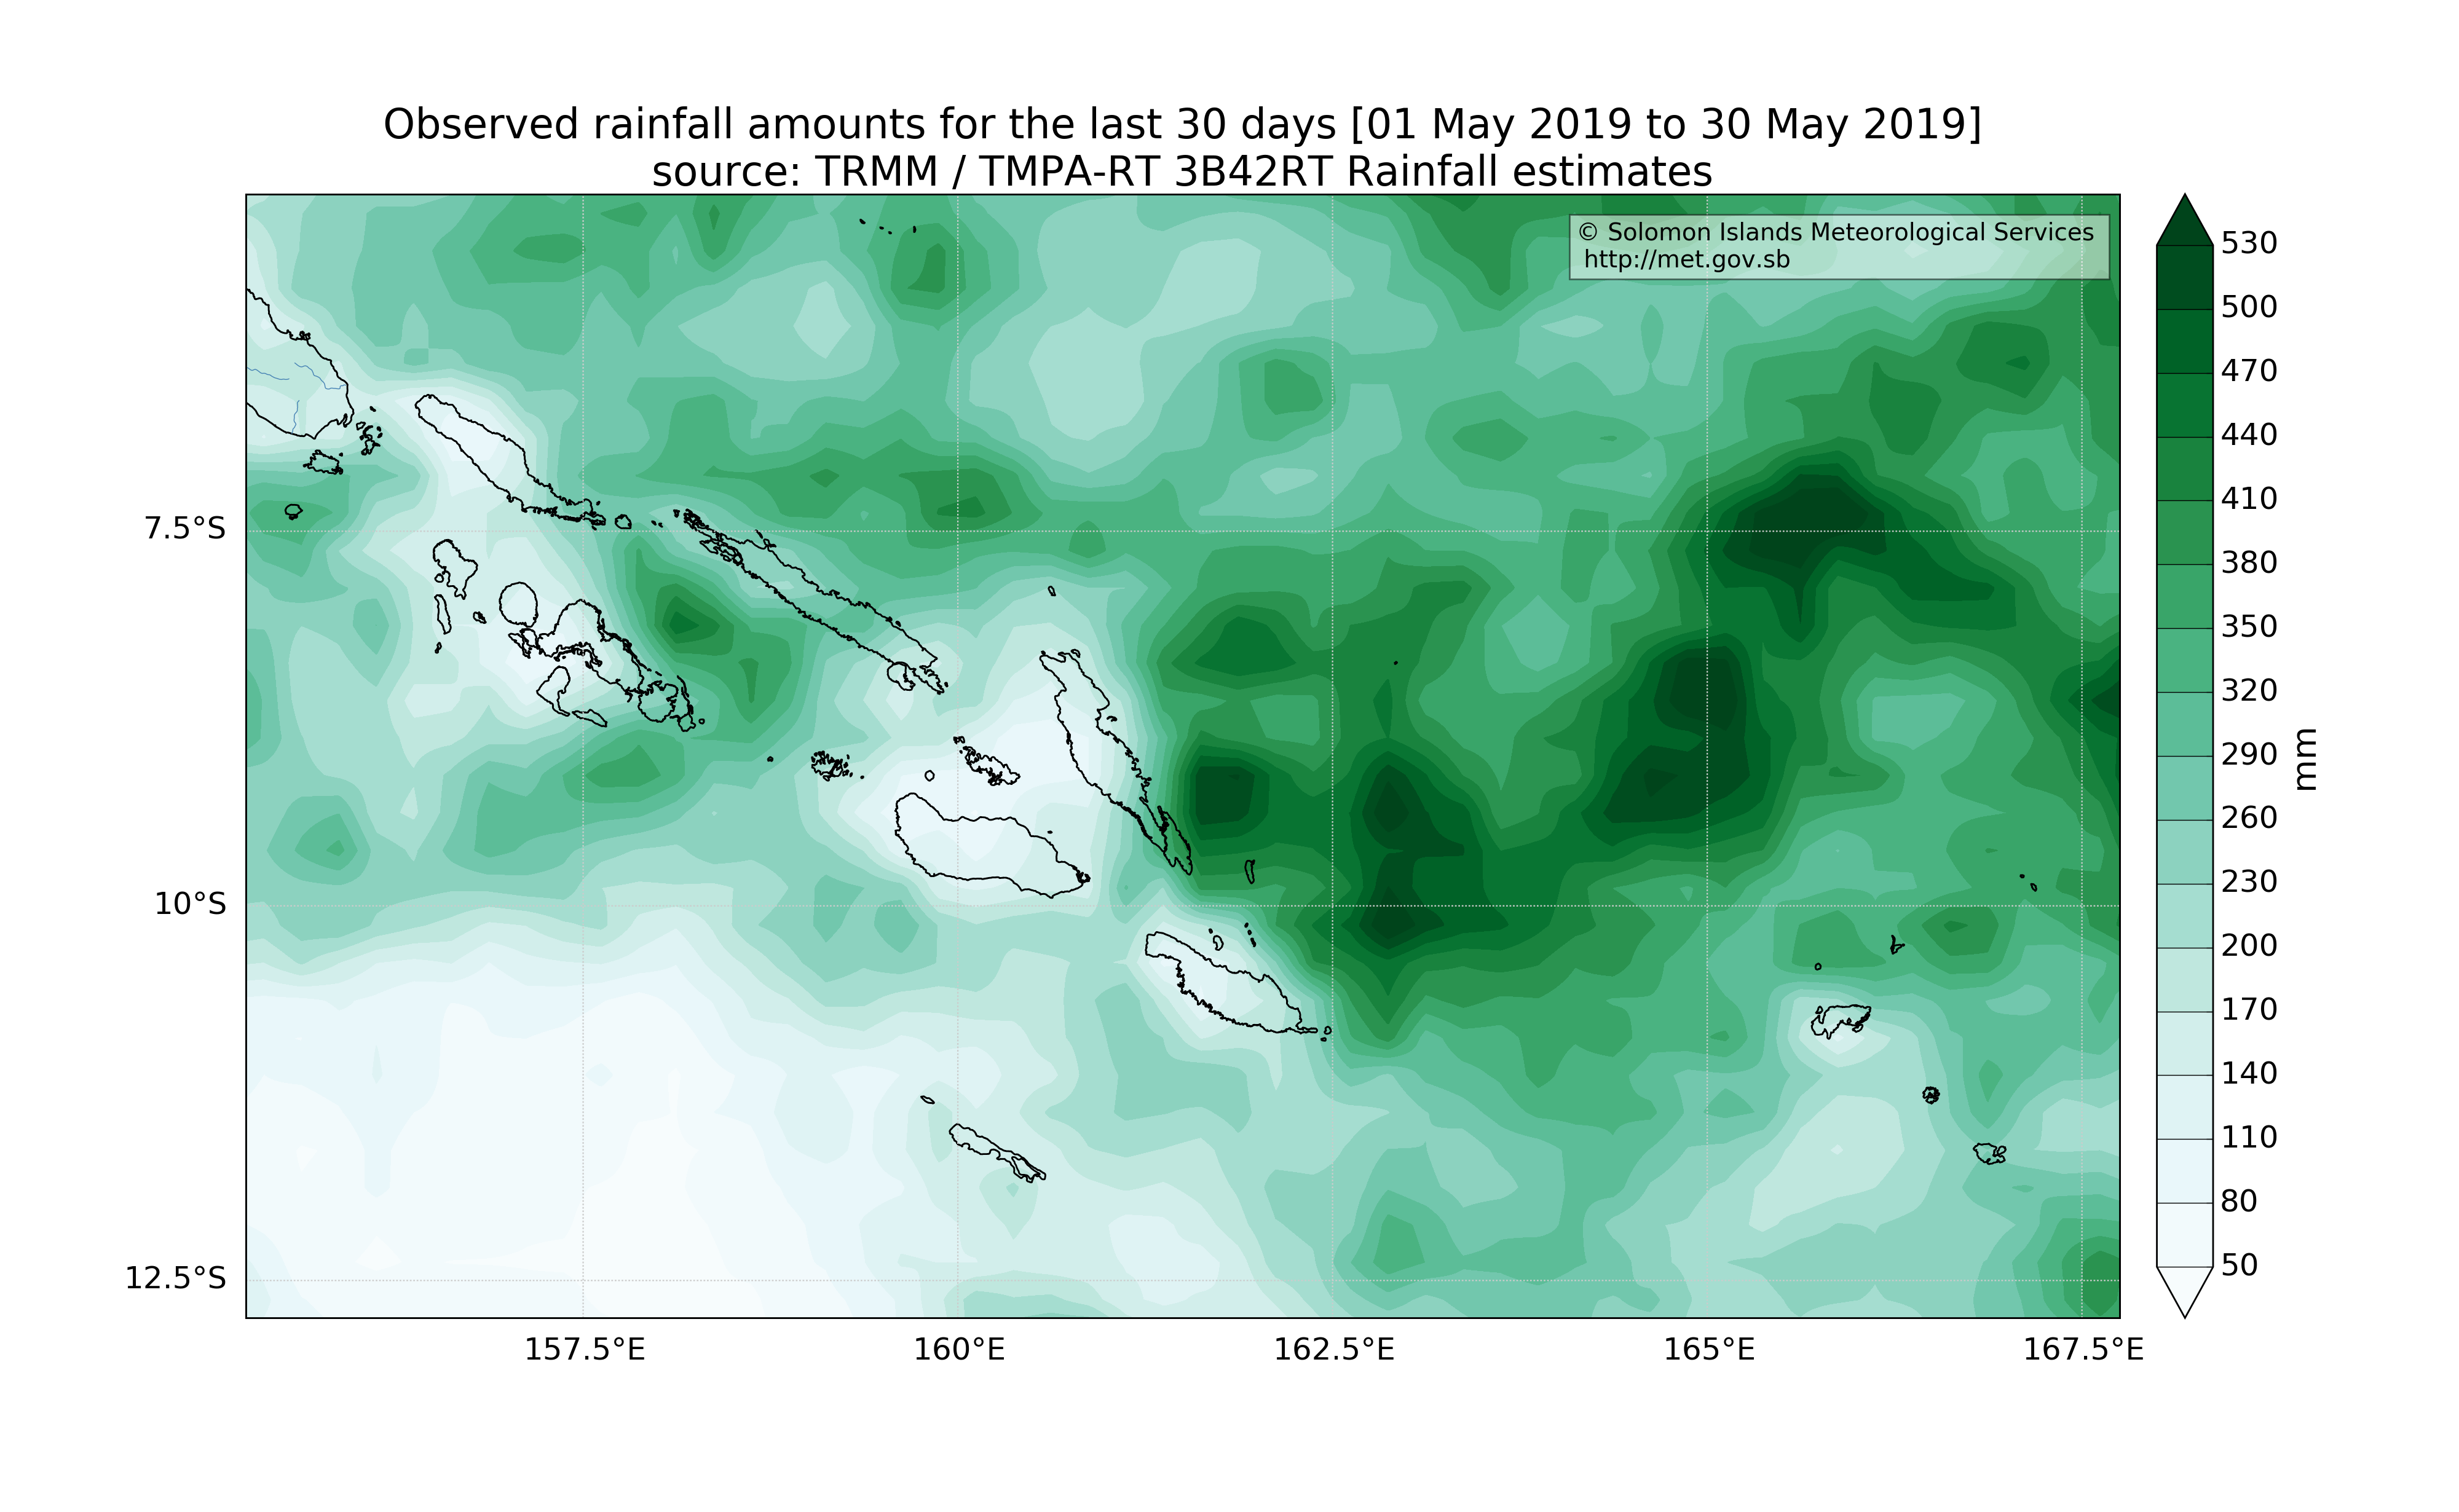 Observed rainfall amounts for the last 30 days [01 May 2019 to 30 May 2019]
source: TRMM / TMPA-RT 3B42RT Rainfall estimates
© Solomon Islands Meteorological Services
http://met.gov.sb
7.5°S
10°S
12.5°S
157.5°E
160°E
162.5°E
165°E
167.5°E
530
500
470
440
410
380
350
320
290
260
230
200
170
140
110
80
50
mm